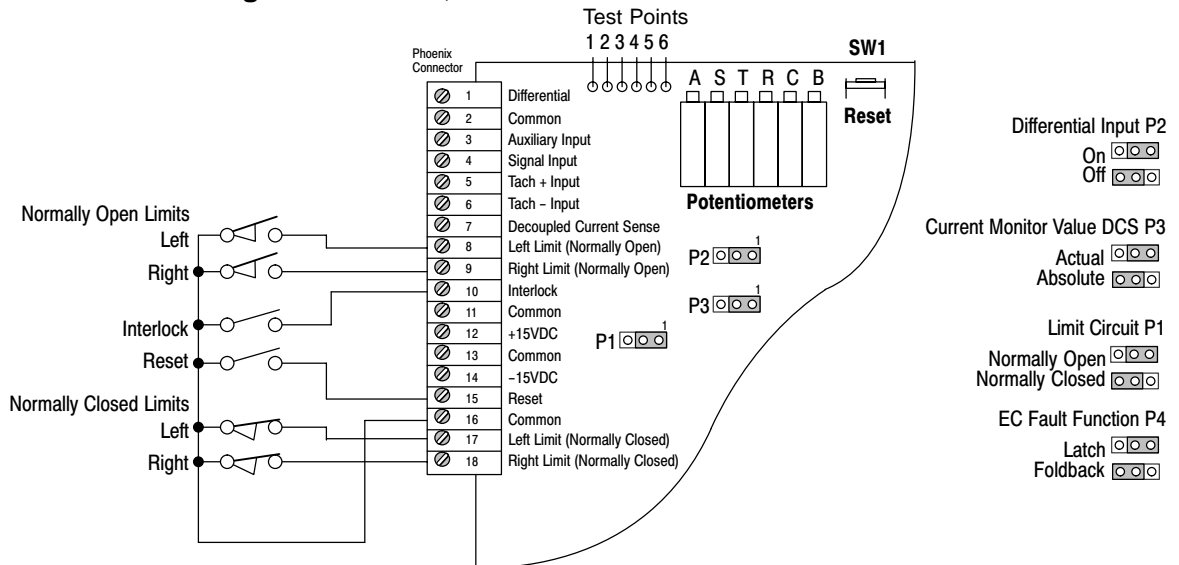 Test Points
1 2 3 4 5 6
SW1
Phoenix
Connector
A S T R C B
Reset
Potentiometers
1 Differential
2 Common
3 Auxiliary Input
4 Signal Input
5 Tach + Input
6 Tach – Input
7 Decoupled Current Sense
8 Left Limit (Normally Open)
9 Right Limit (Normally Open)
10 Interlock
11 Common
12 +15VDC
13 Common
14 –15VDC
15 Reset
16 Common
17 Left Limit (Normally Closed)
18 Right Limit (Normally Closed)
Normally Open Limits
Left
Right
Interlock
Reset
Normally Closed Limits
Left
Right
P2 1
P3 1
P1 1
Differential Input P2
On
Off
Current Monitor Value DCS P3
Actual
Absolute
Limit Circuit P1
Normally Open
Normally Closed
EC Fault Function P4
Latch
Foldback